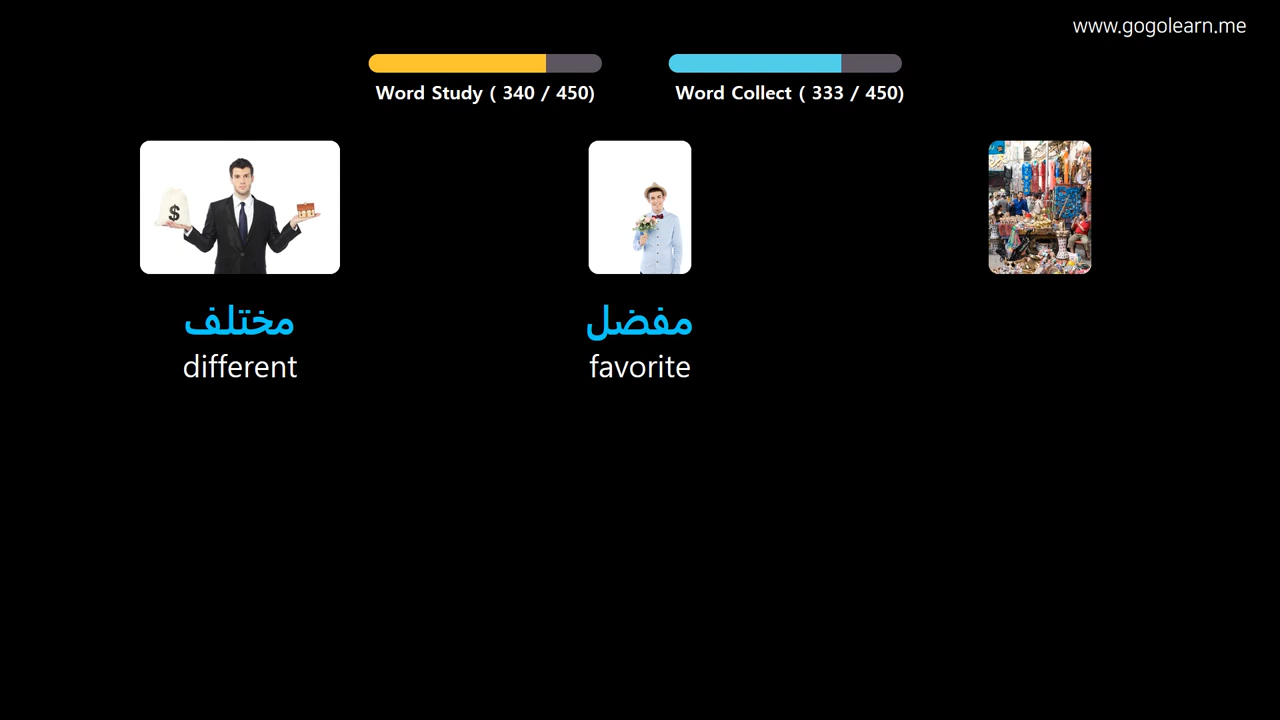 www.gogolearn.me
Word Study ( 340 / 450)
Word Collect ( 333 / 450)
$
مختلف
different
مفضل
favorite